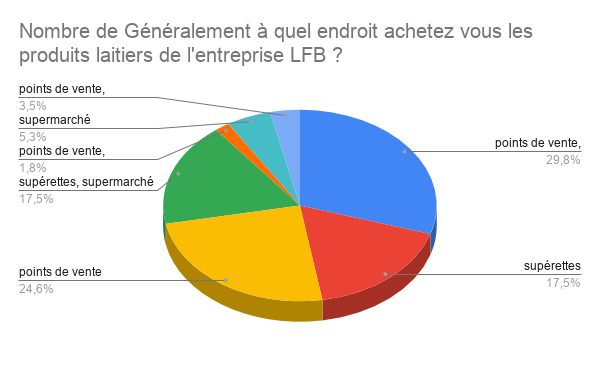 Nombre de Généralement à quel endroit achetez vous les
produits laitiers de l'entreprise LFB ?
points de vente,
3,5%
supermarché
5,3%
points de vente,
1,8%
supérettes, supermarché
17,5%
points de vente
24,6%
points de vente,
29,8%
supérettes
17,5%